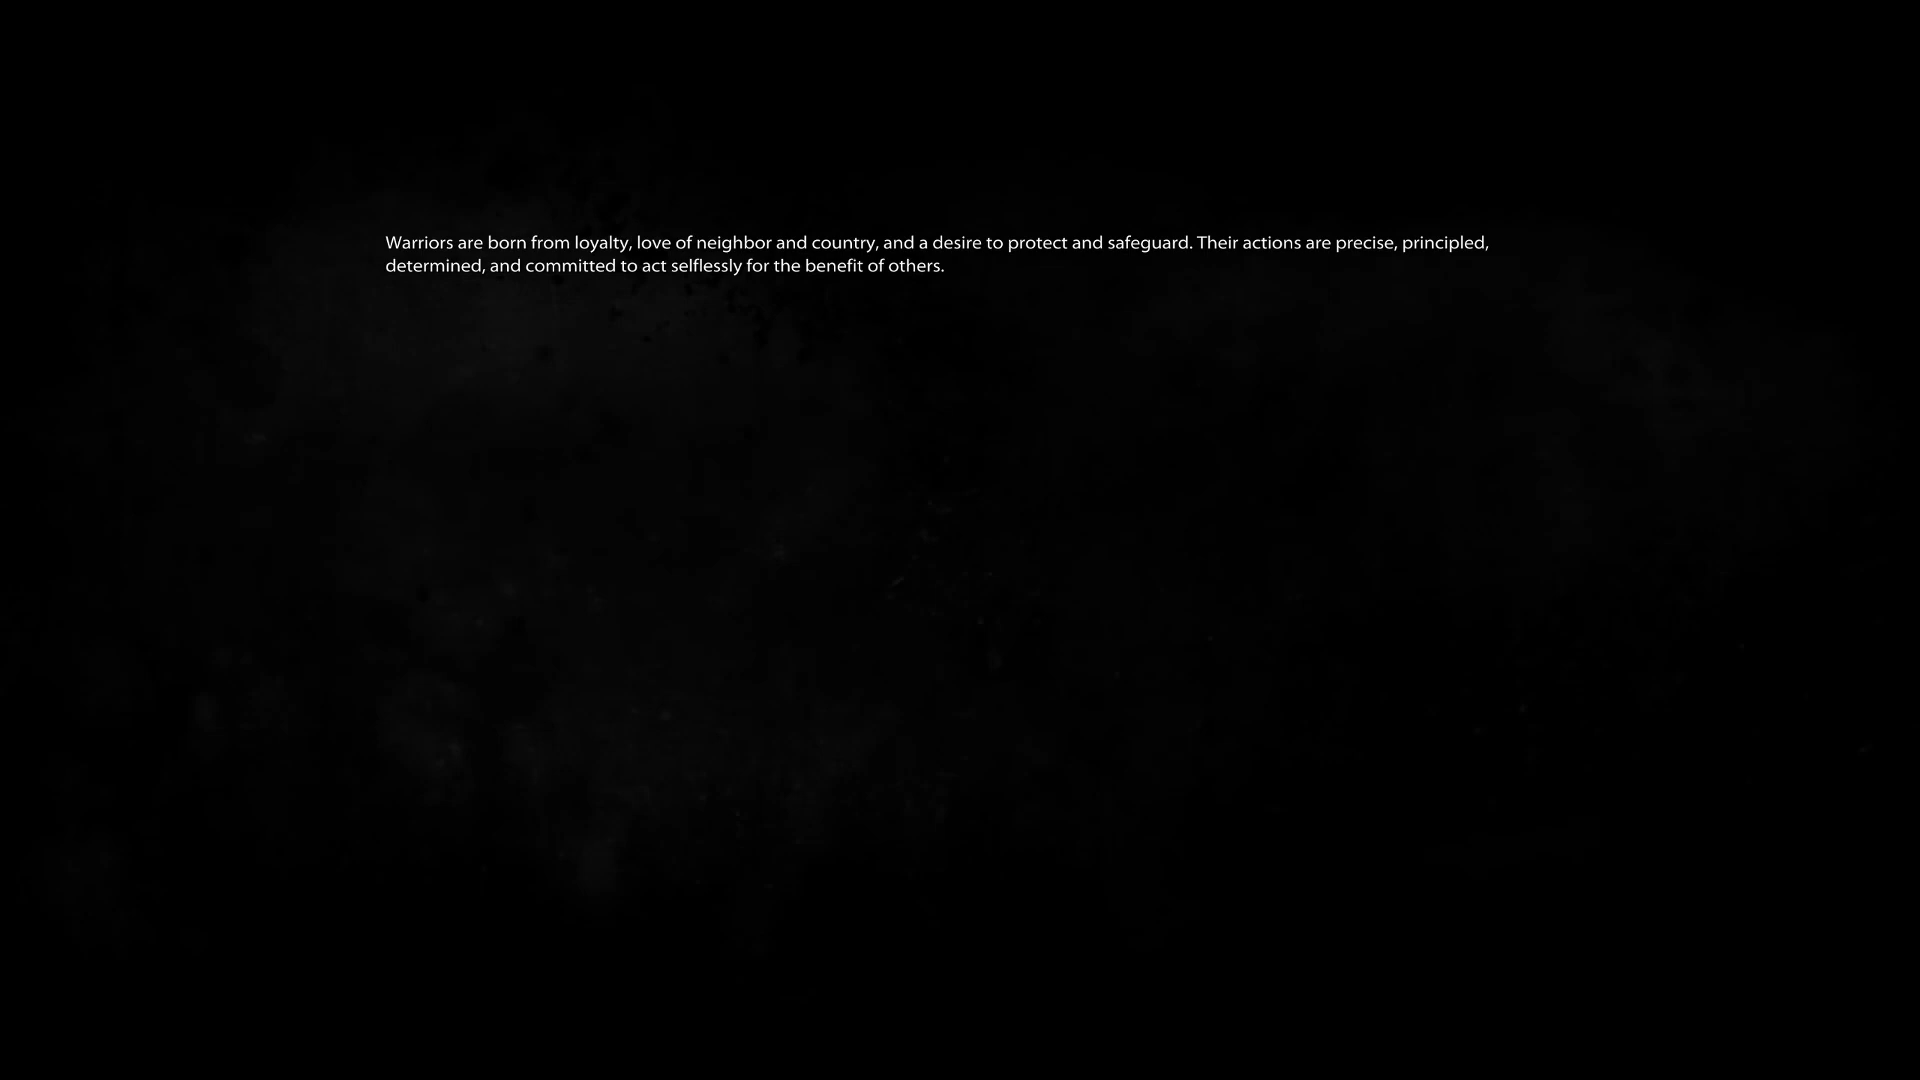 Warriors are born from loyalty, love of neighbor and country, and a desire to protect and safeguard. Their actions are precise, principled,
determined, and committed to act selflessly for the benefit of others.